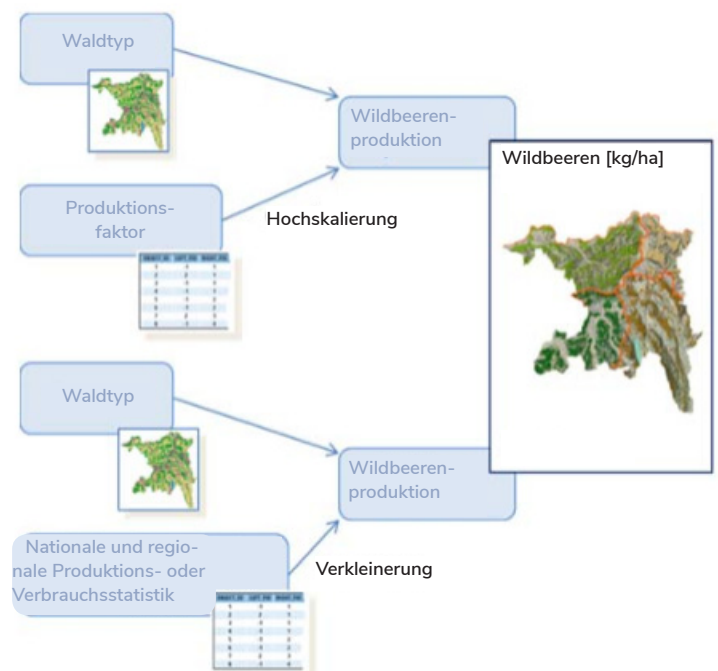 Waldtyp
Wildbeeren-
produktion
Wildbeeren [kg/ha]
Produktions-
faktor
Hochskalierung
Waldtyp
Wildbeeren-
produktion
Nationale und regio-
nale Produktions- oder
Verbrauchsstatistik
Verkleinerung